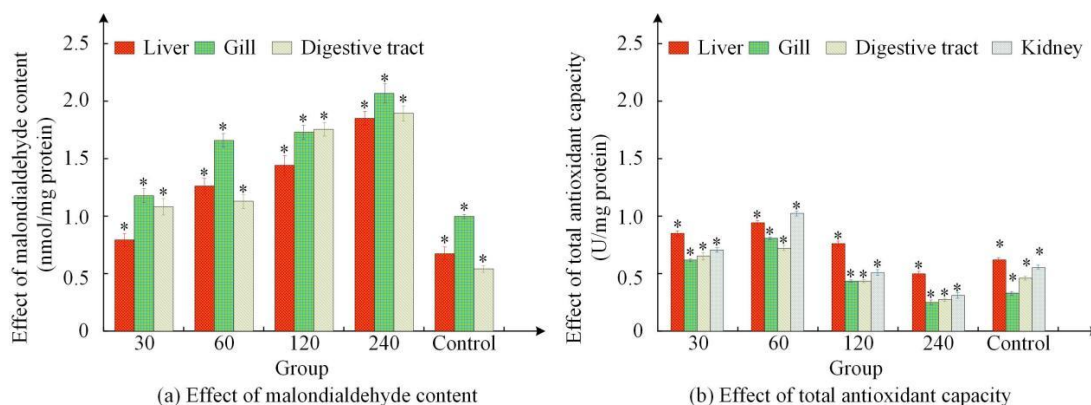 Effect of malondialdehyde content
(nmol/mg protein)
2.5
2.0
1.5
1.0
0.5
0
Liver Gill Digestive tract
* * *
* * *
* * *
* * *
* * *
30 60 120 240 Control
Group
(a) Effect of malondialdehyde content
Effect of total antioxidant capacity
(U/mg protein)
2.5
2.0
1.5
1.0
0.5
0
Liver Gill Digestive tract Kidney
* * * *
* * * *
* * * *
* * * *
* * * *
30 60 120 240 Control
Group
(b) Effect of total antioxidant capacity